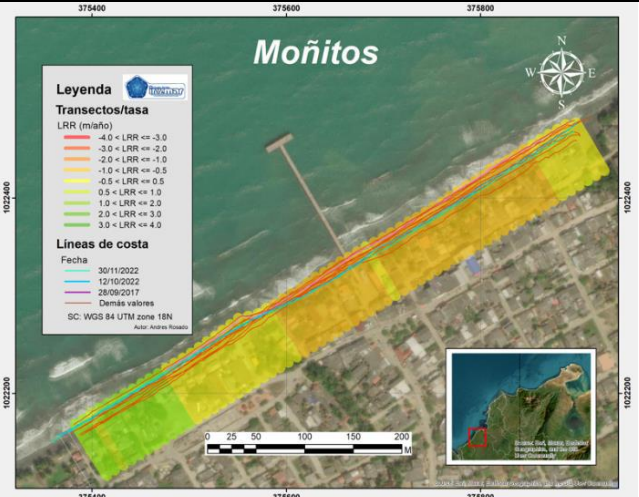 375400 375600 375800
Moñitos
N
W E
S
Leyenda
Transectos/tasa
LRR (m/año)
-4.0 < LRR <= -3.0
-3.0 < LRR <= -2.0
-2.0 < LRR <= -1.0
-1.0 < LRR <= -0.5
-0.5 < LRR <= 0.5
0.5 < LRR <= 1.0
1.0 < LRR <= 2.0
2.0 < LRR <= 3.0
3.0 < LRR <= 4.0
Líneas de costa
Fecha
30/11/2022
12/10/2022
28/09/2017
Demás valores
SC: WGS 84 UTM zone 18N
Autor: Andres Rosado
1022400 1022400
1022200 1022200
0 25 50 100 150 200
M
375400 375600 375800